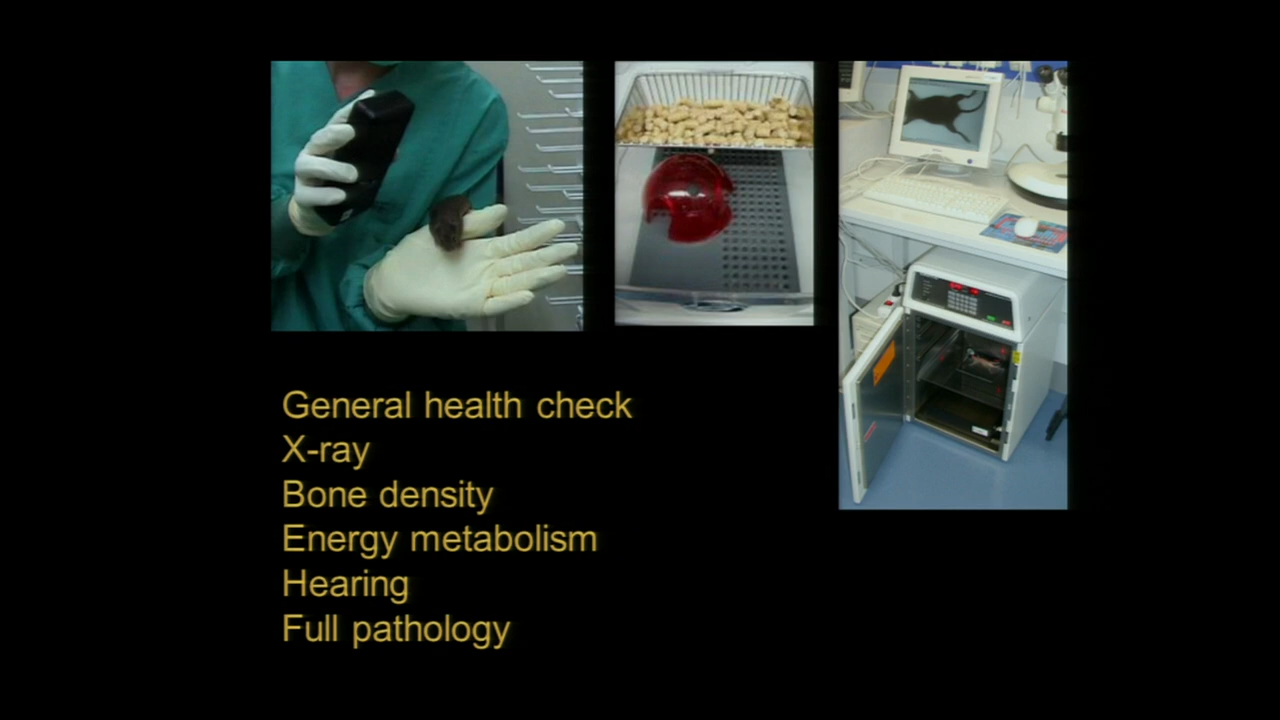 General health check
X-ray
Bone density
Energy metabolism
Hearing
Full pathology